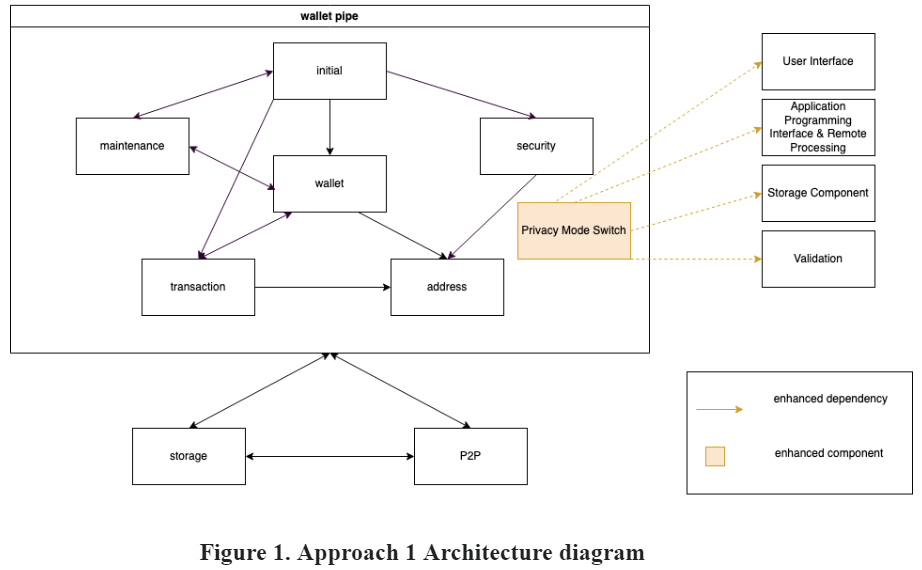 wallet pipe
initial
maintenance
security
wallet
Privacy Mode Switch
transaction
address
User Interface
Application
Programming
Interface & Remote
Processing
Storage Component
Validation
storage
P2P
enhanced dependency
enhanced component
Figure 1. Approach 1 Architecture diagram